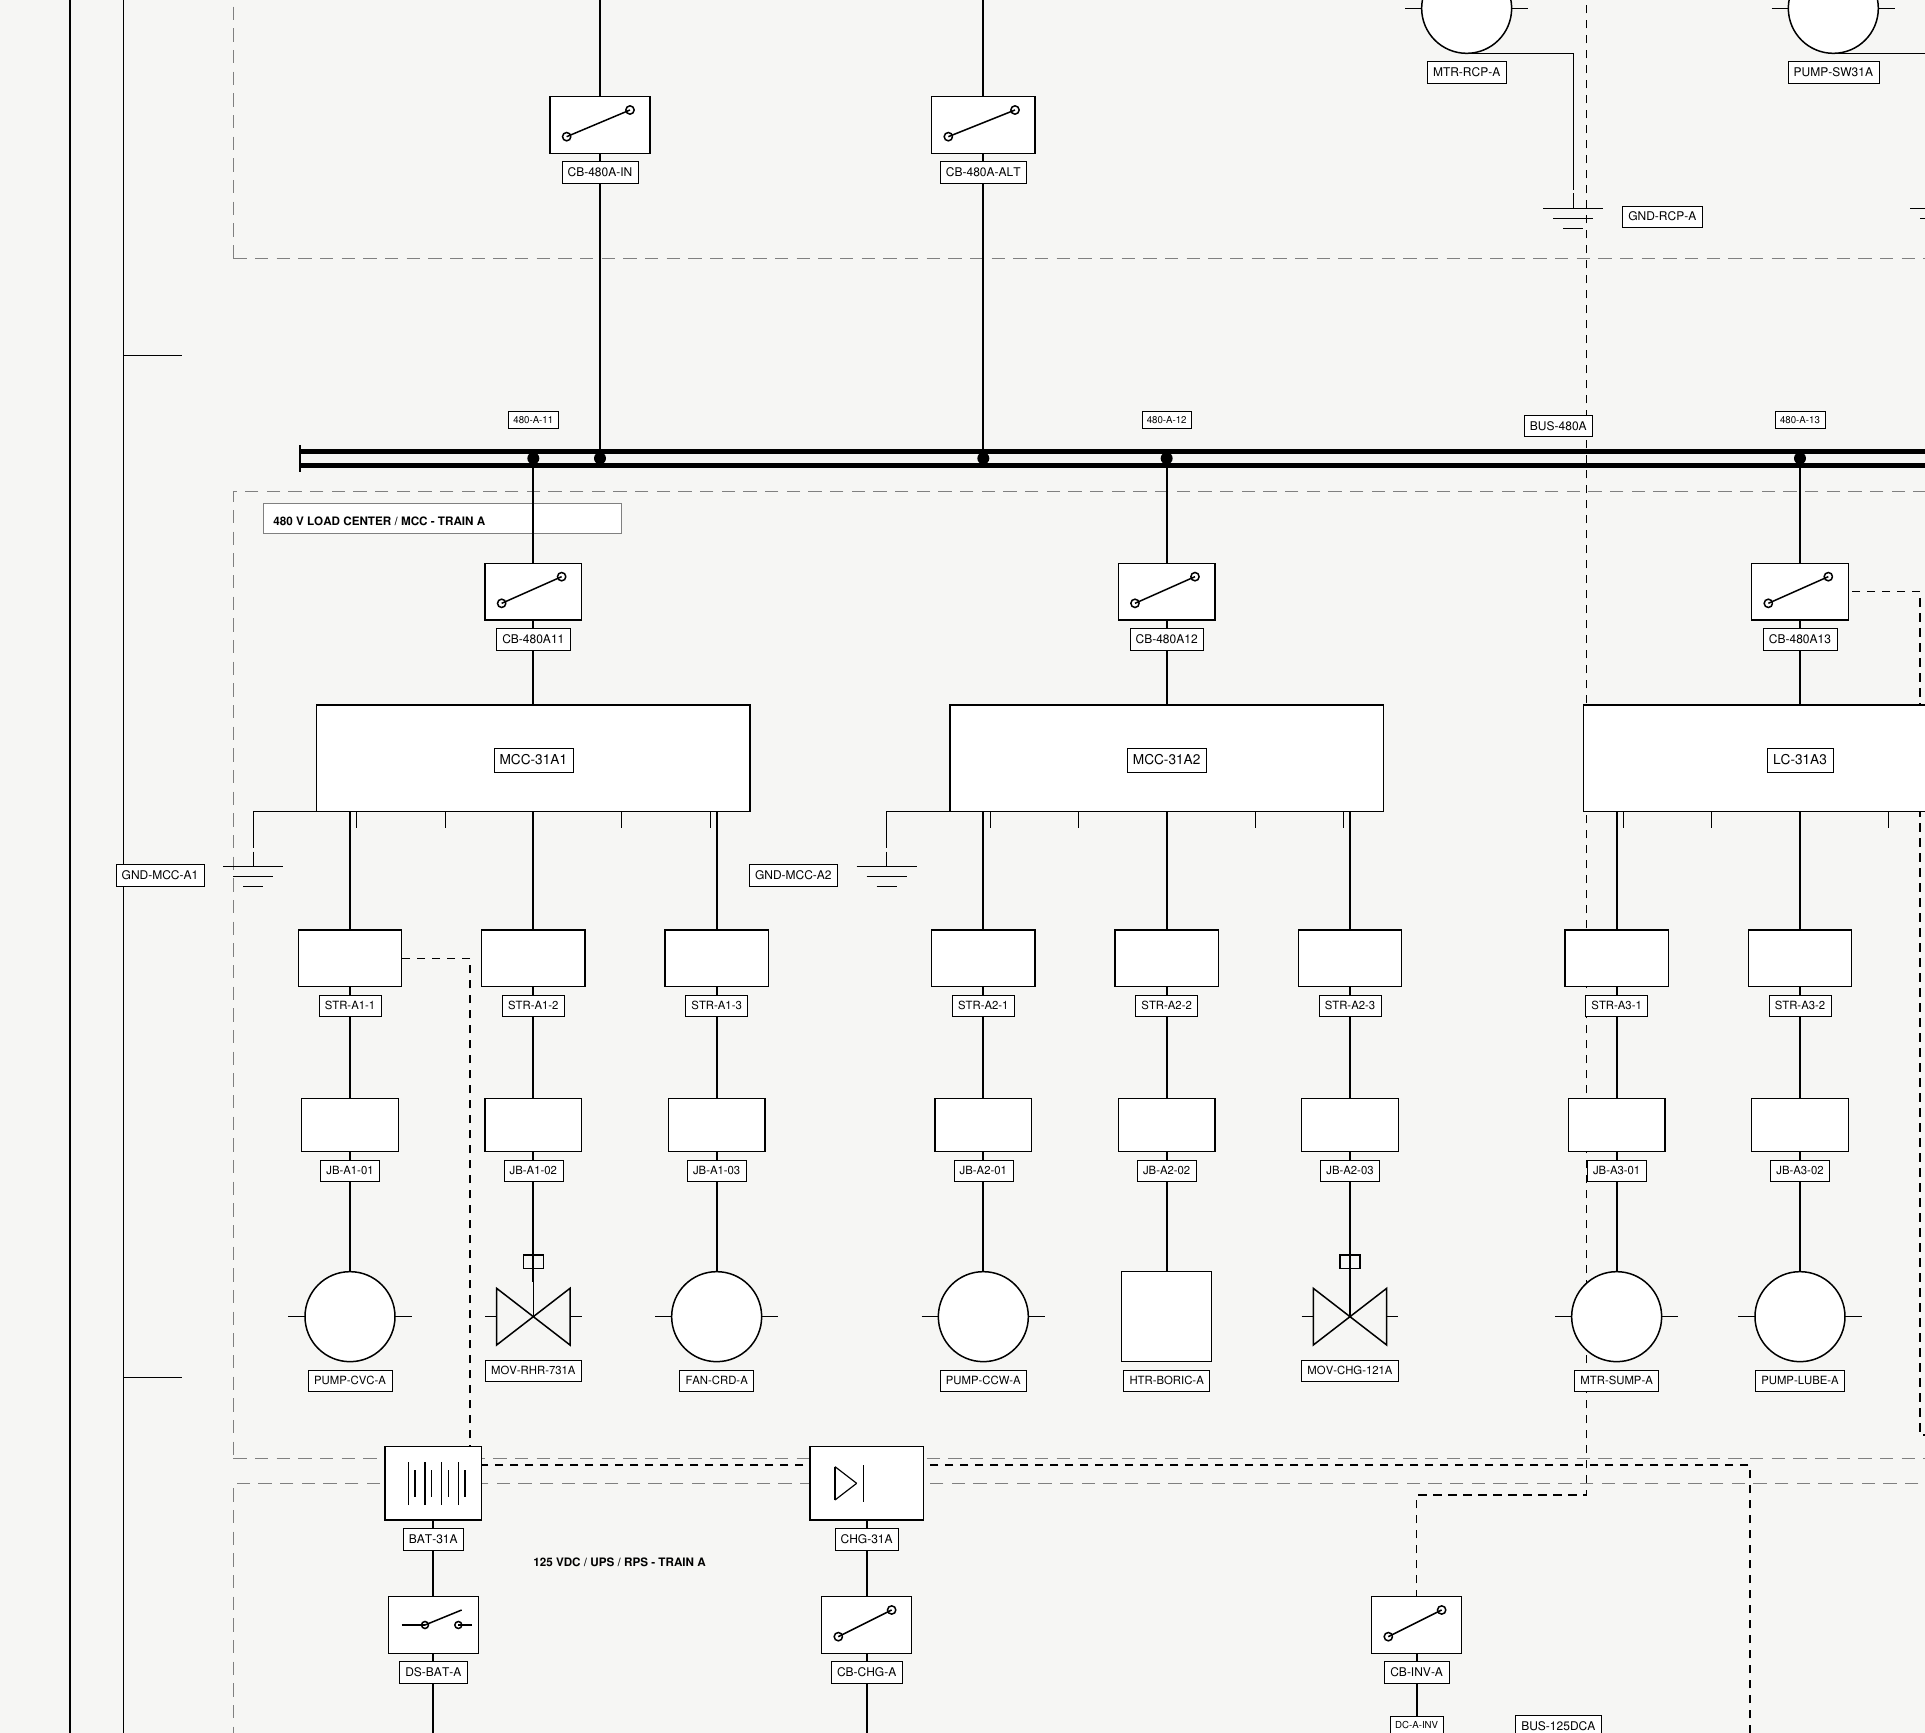 MTR-RCP-A
PUMP-SW31A
CB-480A-IN
CB-480A-ALT
GND-RCP-A
480-A-11
480-A-12
BUS-480A
480-A-13
480 V LOAD CENTER / MCC - TRAIN A
CB-480A11
CB-480A12
CB-480A13
MCC-31A1
MCC-31A2
LC-31A3
GND-MCC-A1
GND-MCC-A2
STR-A1-1
STR-A1-2
STR-A1-3
STR-A2-1
STR-A2-2
STR-A2-3
STR-A3-1
STR-A3-2
JB-A1-01
JB-A1-02
JB-A1-03
JB-A2-01
JB-A2-02
JB-A2-03
JB-A3-01
JB-A3-02
PUMP-CVC-A
MOV-RHR-731A
FAN-CRD-A
PUMP-CCW-A
HTR-BORIC-A
MOV-CHG-121A
MTR-SUMP-A
PUMP-LUBE-A
BAT-31A
CHG-31A
125 VDC / UPS / RPS - TRAIN A
DS-BAT-A
CB-CHG-A
CB-INV-A
DC-A-INV
BUS-125DCA